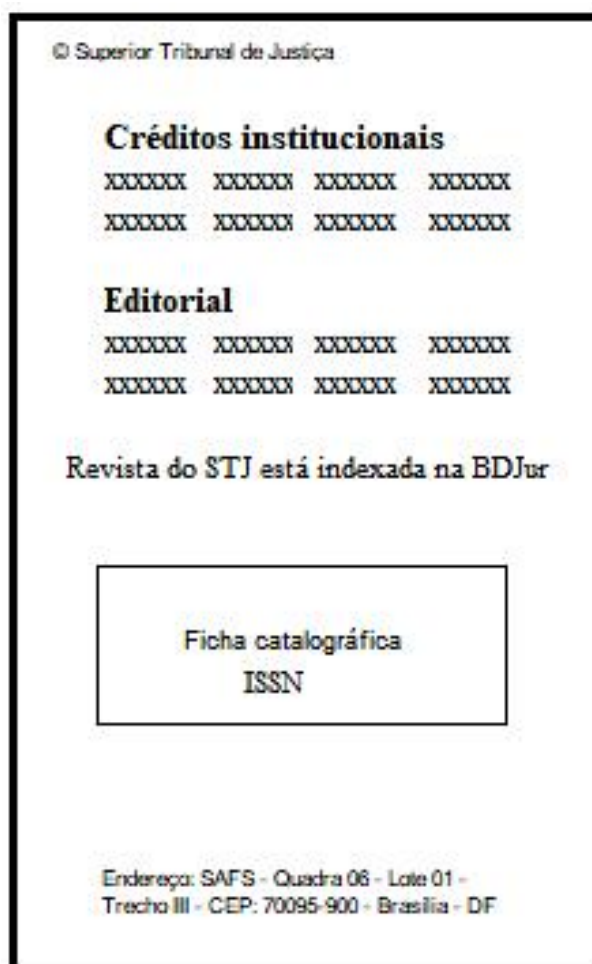 © Superior Tribunal de Justiça
Créditos institucionais
xxxxxx xxxxxx xxxxxx xxxxxx
xxxxxx xxxxxx xxxxxx xxxxxx
Editorial
xxxxxx xxxxxx xxxxxx xxxxxx
xxxxxx xxxxxx xxxxxx xxxxxx
Revista do STJ está indexada na BDJur
Ficha catalográfica
ISSN
Endereço: SAFS - Quadra 06 - Lote 01 -
Trecho III - CEP: 70095-900 - Brasília - DF